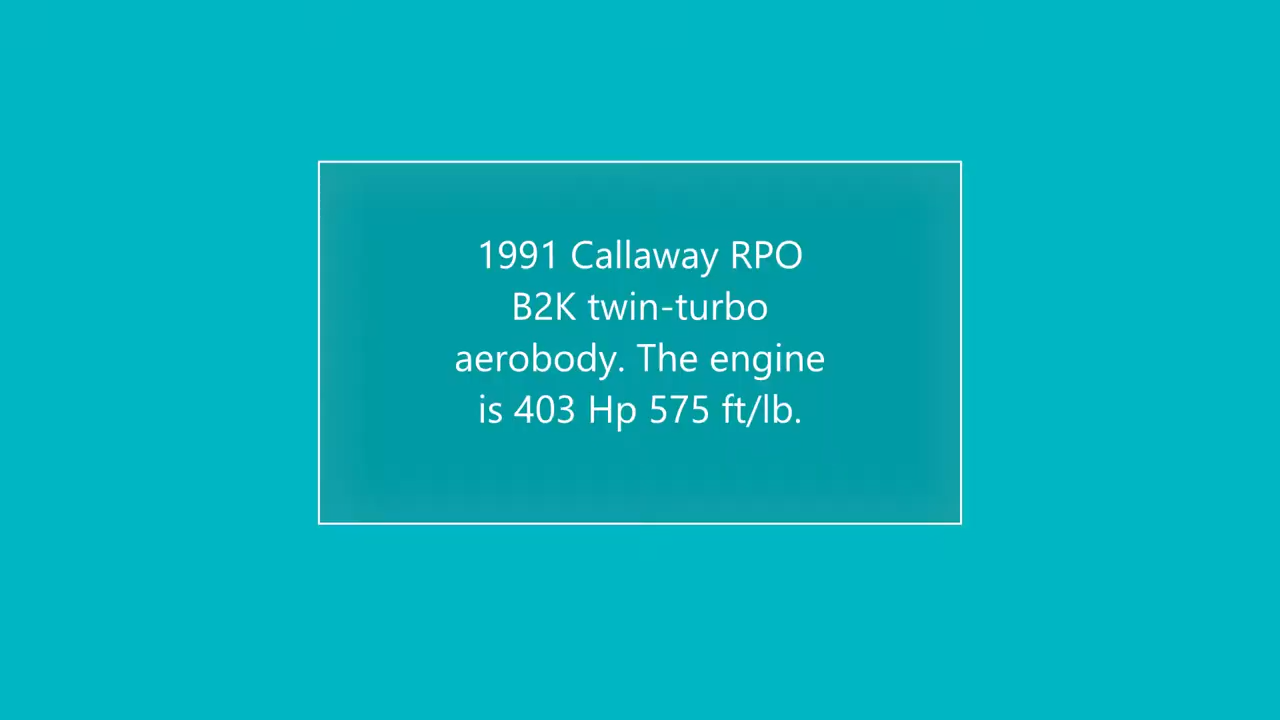 1991 Callaway RPO
B2K twin-turbo
aerobody. The engine
is 403 Hp 575 ft/lb.